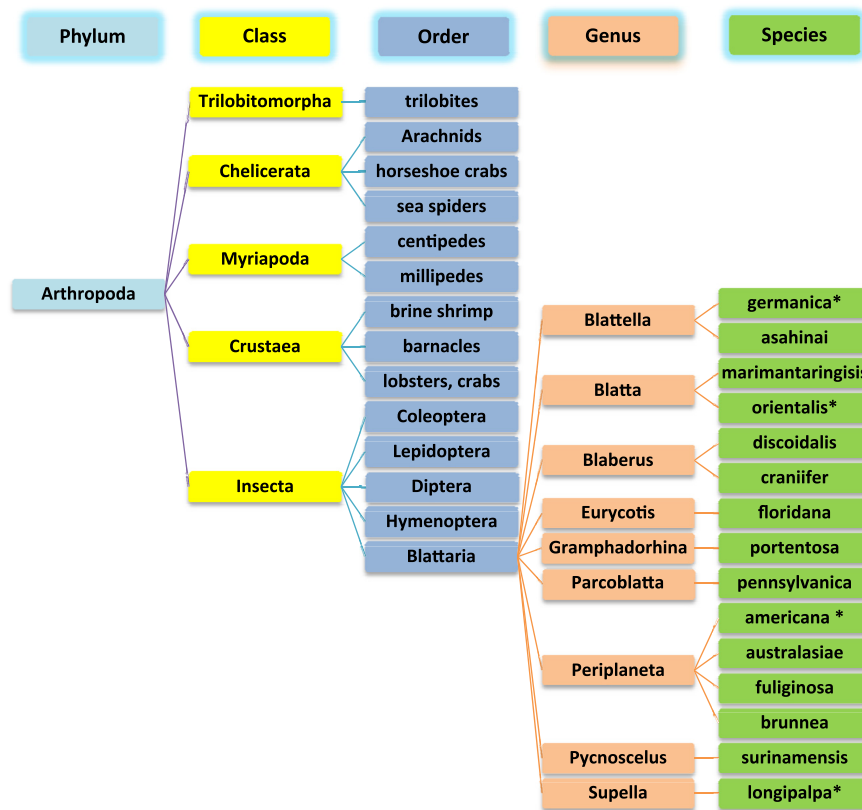 Phylum
Class
Order
Genus
Species
Trilobitomorpha
trilobites
Arachnids
Chelicerata
horseshoe crabs
sea spiders
centipedes
Myriapoda
millipedes
Arthropoda
germanica*
brine shrimp
Blattella
asahinai
Crustaea
barnacles
marimantaringisis
lobsters, crabs
Blatta
orientalis*
Coleoptera
discoidalis
Lepidoptera
Blaberus
craniifer
Insecta
Diptera
Hymenoptera
Eurycotis
floridana
Blattaria
Gramphadorhina
portentosa
Parcoblatta
pennsylvanica
americana *
australasiae
Periplaneta
fuliginosa
brunnea
Pycnoscelus
surinamensis
Supella
longipalpa*